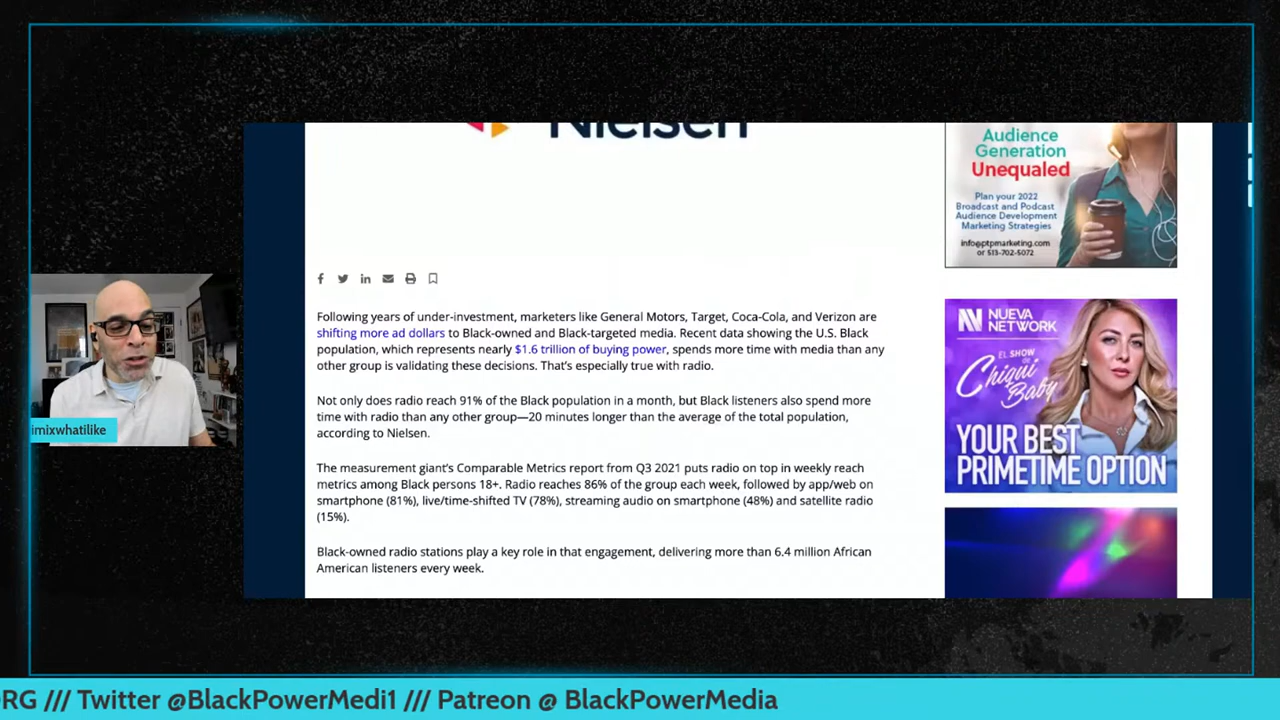 Nielsen
Following years of under-investment, marketers like General Motors, Target, Coca-Cola, and Verizon are
shifting more ad dollars to Black-owned and Black-targeted media. Recent data showing the U.S. Black
population, which represents nearly $1.6 trillion of buying power, spends more time with media than any
other group is validating these decisions. That’s especially true with radio.
Not only does radio reach 91% of the Black population in a month, but Black listeners also spend more
time with radio than any other group—20 minutes longer than the average of the total population,
according to Nielsen.
The measurement giant’s Comparable Metrics report from Q3 2021 puts radio on top in weekly reach
metrics among Black persons 18+. Radio reaches 86% of the group each week, followed by app/web on
smartphone (81%), live/time-shifted TV (78%), streaming audio on smartphone (48%) and satellite radio
(15%).
Black-owned radio stations play a key role in that engagement, delivering more than 6.4 million African
American listeners every week.
Audience
Generation
Unequaled
Plan your 2022
Broadcast and Podcast
Audience Development
Marketing Strategies
info@ptpmarketing.com
or 513-702-5072
NUEVA
NETWORK
EL SHOW
de
Chiqui
Baby
YOUR BEST
PRIMETIME OPTION
imixwhatilike
ORG /// Twitter @BlackPowerMedi1 /// Patreon @ BlackPowerMedia